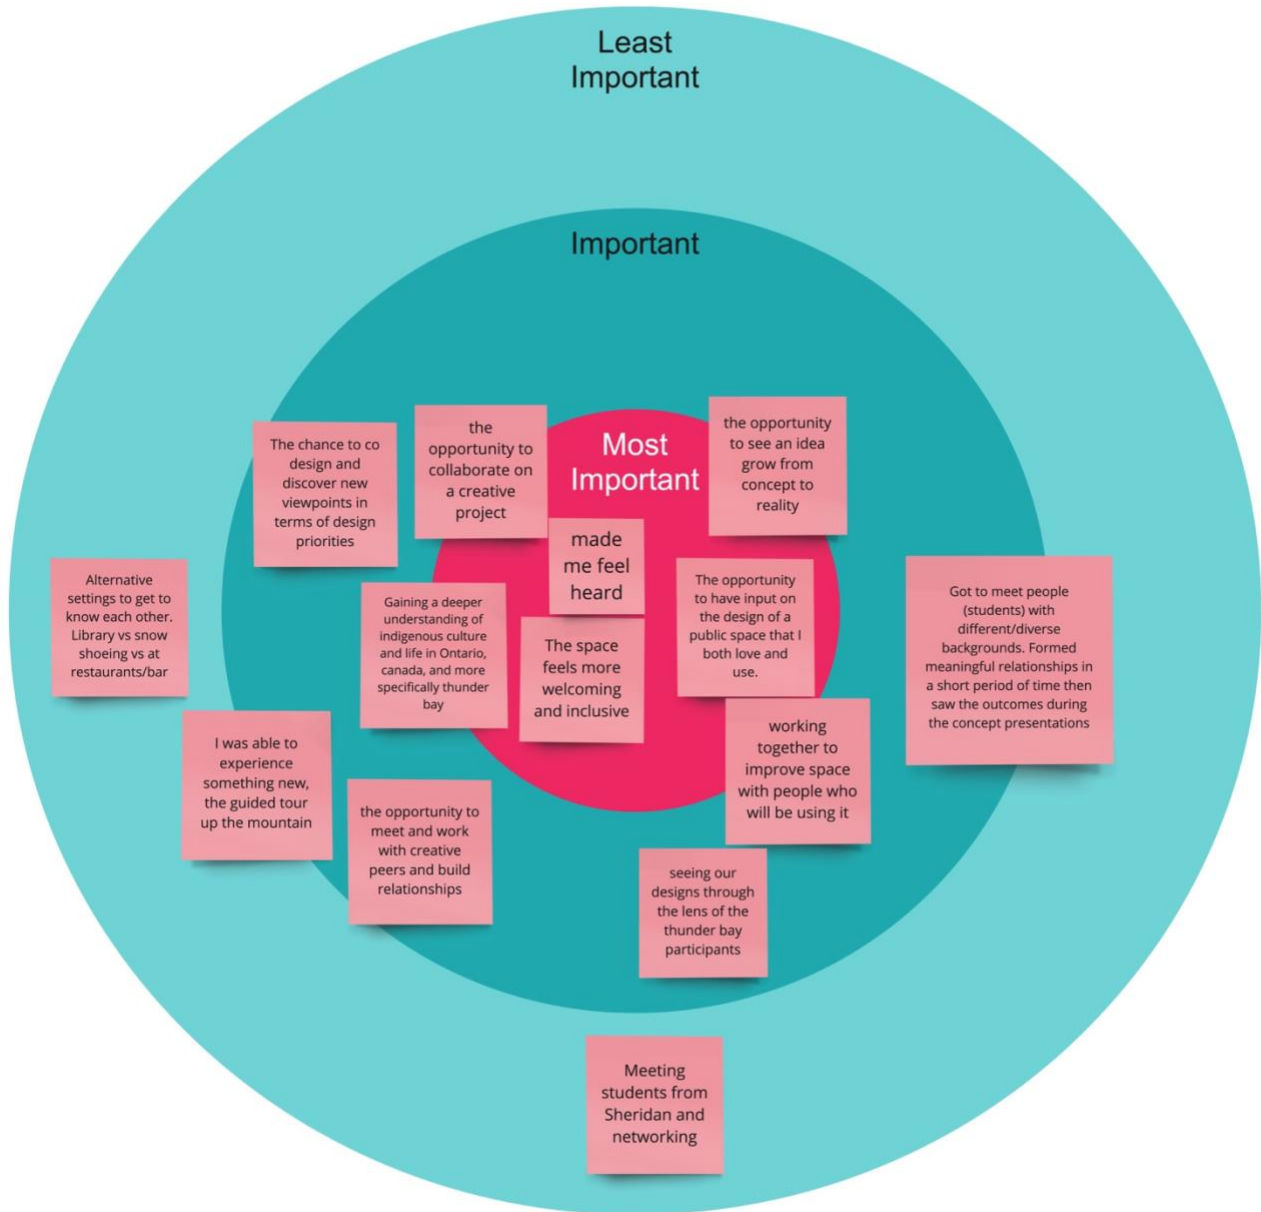 Least
Important
Important
Most
Important
The chance to co
design and
discover new
viewpoints in
terms of design
priorities
the
opportunity to
collaborate on
a creative
project
the opportunity
to see an idea
grow from
concept to
reality
made
me feel
heard
Alternative
settings to get to
know each other.
Library vs snow
shoeing vs at
restaurants/bar
Gaining a deeper
understanding of
indigenous culture
and life in Ontario,
canada, and more
specifically thunder
bay
The space
feels more
welcoming
and inclusive
The opportunity
to have input on
the design of a
public space that I
both love and
use.
Got to meet people
(students) with
different/diverse
backgrounds. Formed
meaningful relationships in
a short period of time then
saw the outcomes during
the concept presentations
I was able to
experience
something new,
the guided tour
up the mountain
the opportunity to
meet and work
with creative
peers and build
relationships
working
together to
improve space
with people who
will be using it
seeing our
designs through
the lens of the
thunder bay
participants
Meeting
students from
Sheridan and
networking